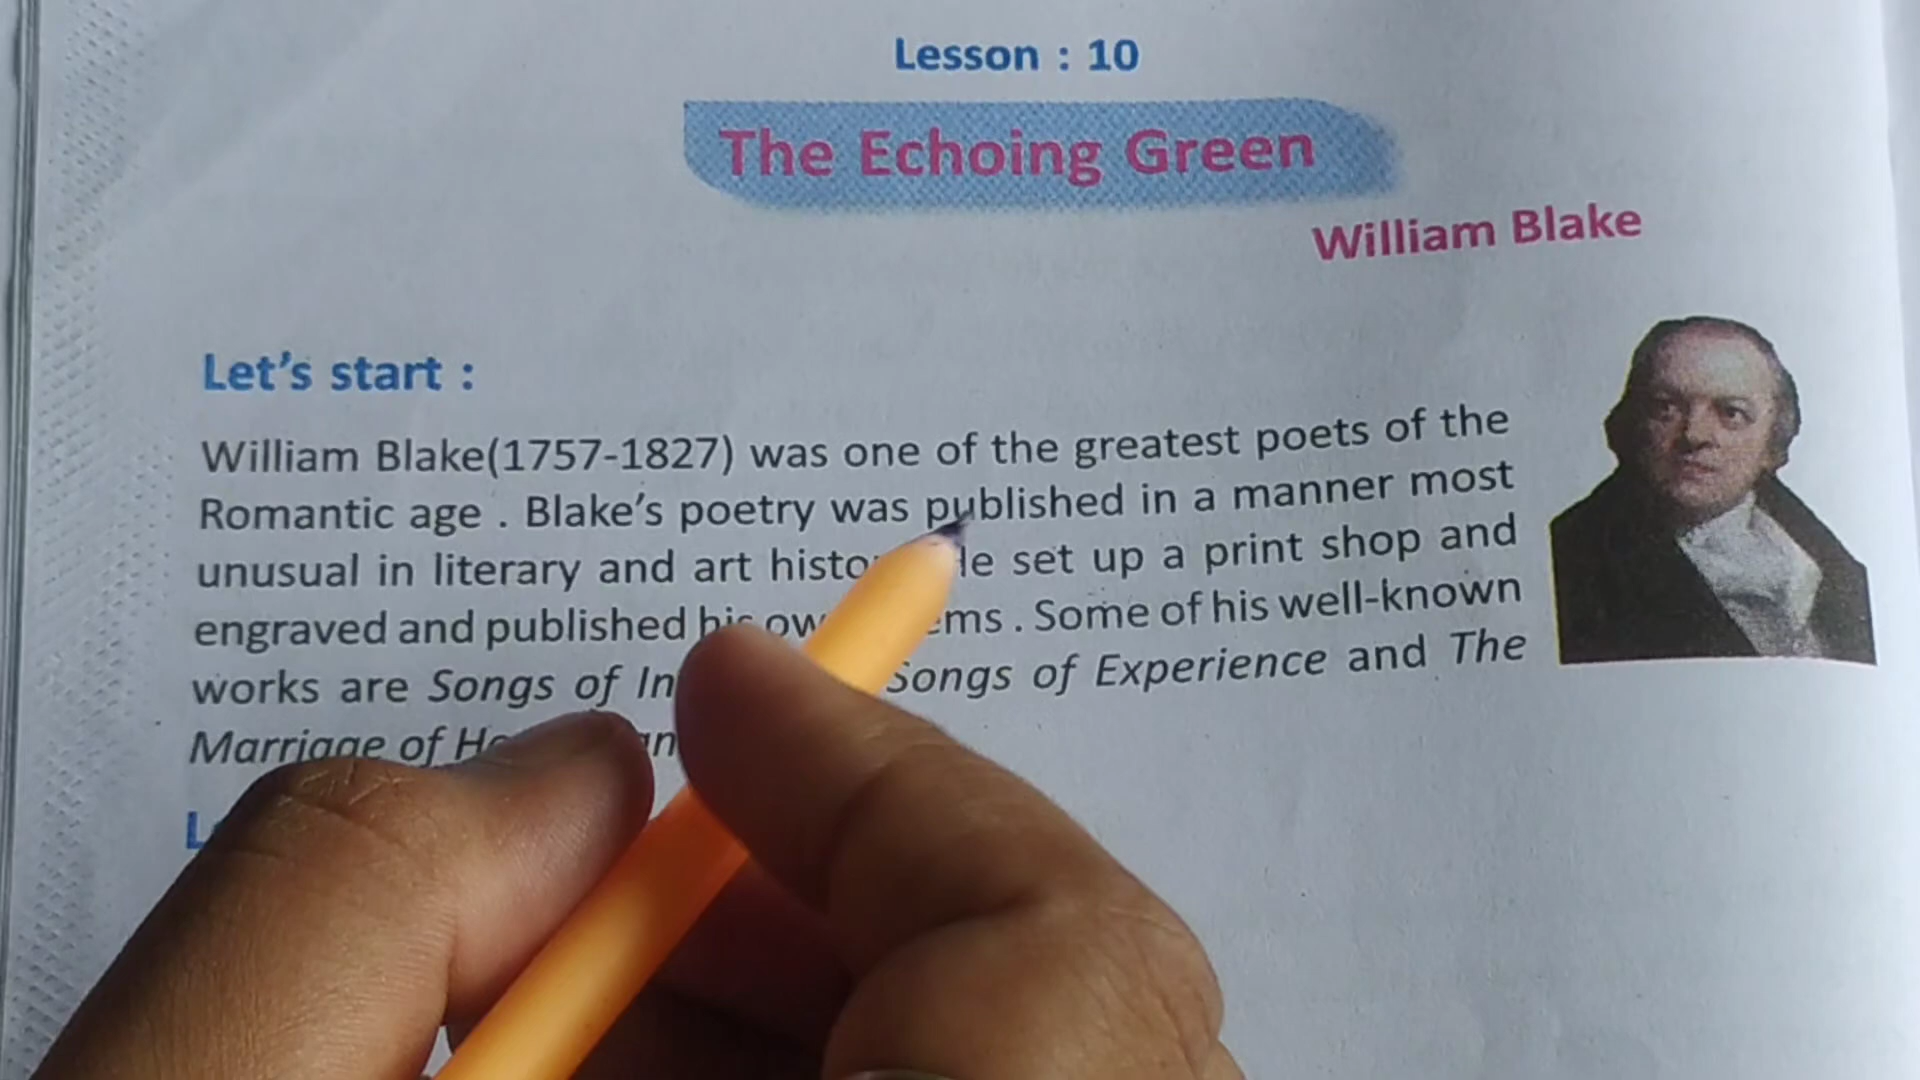 Lesson : 10
The Echoing Green
William Blake
Let's start :
William Blake(1757-1827) was one of the greatest poets of the
Romantic age . Blake's poetry was published in a manner most
unusual in literary and art set up a print shop and
engraved and published his . Some of his well-known
works are Songs of Songs of Experience and The
Marriage of